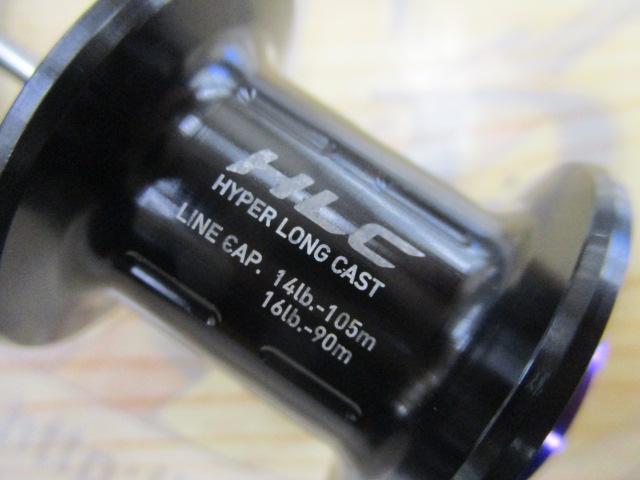 HLC
HYPER LONG CAST
LINE CAP. 14lb.-105m
16lb.-90m